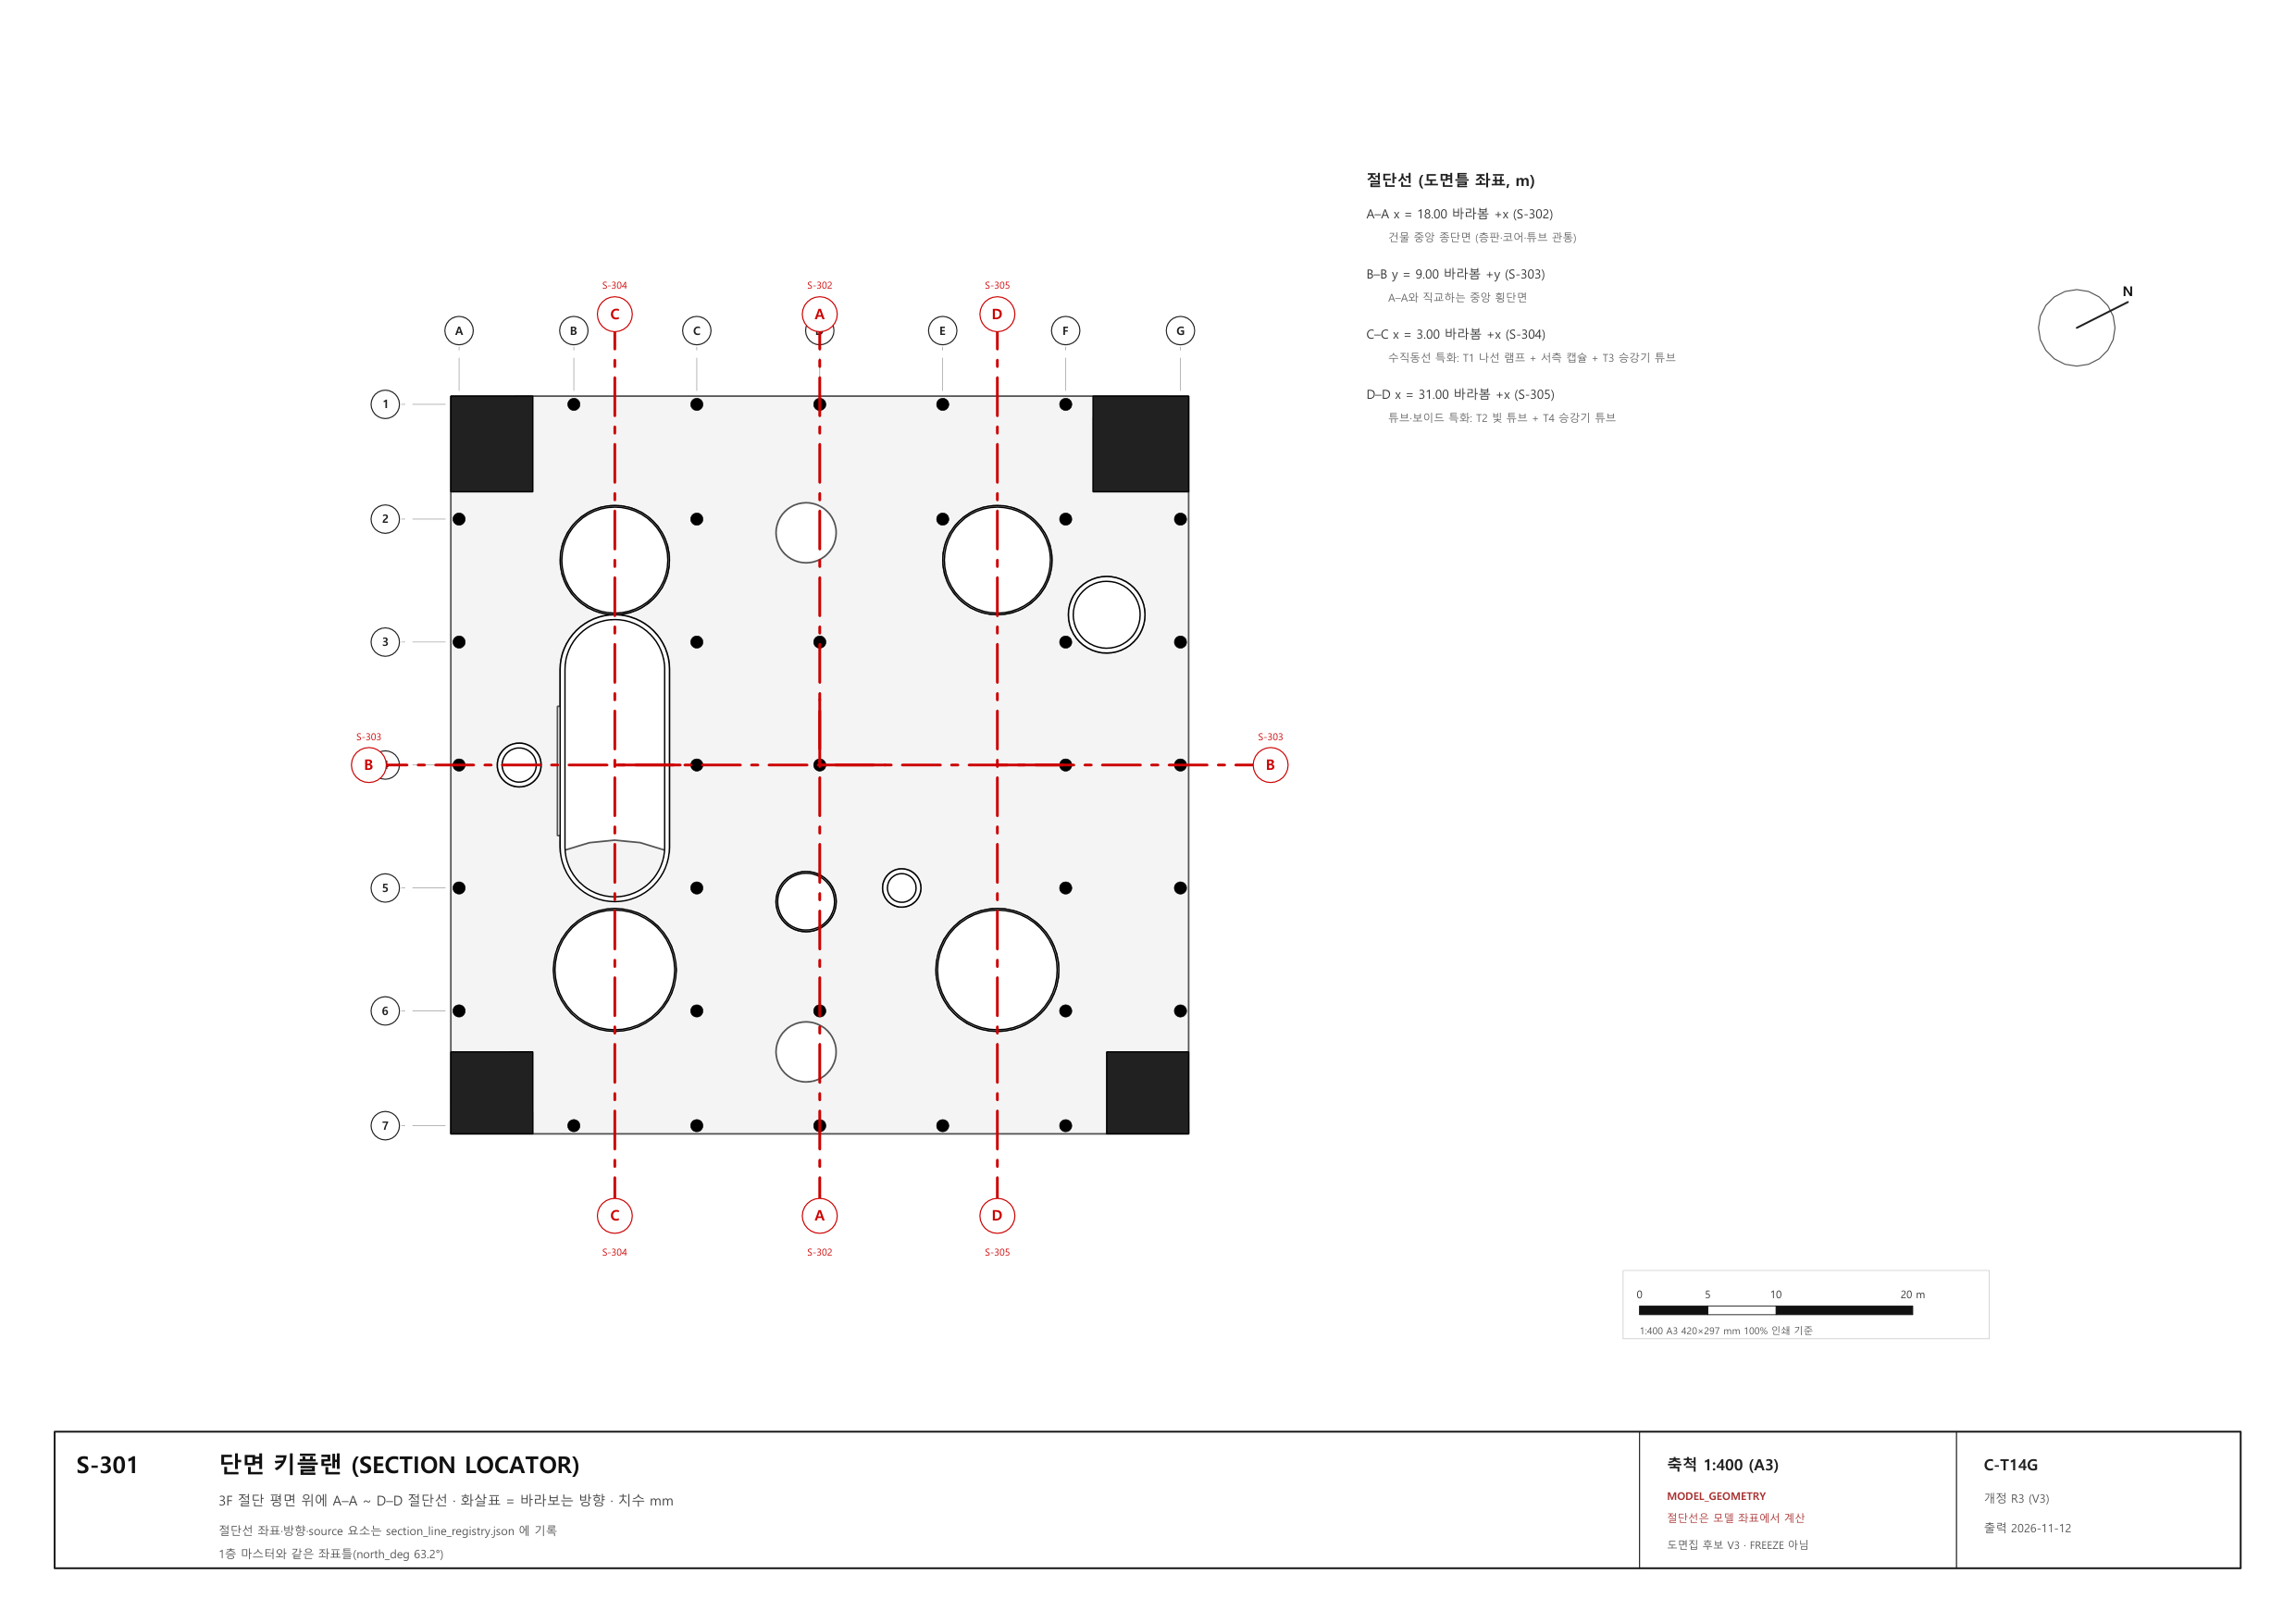 절단선 (도면틀 좌표, m)
A–A x = 18.00 바라봄 +x (S-302)
건물 중앙 종단면 (층판·코어·튜브 관통)
B–B y = 9.00 바라봄 +y (S-303)
A–A와 직교하는 중앙 횡단면
C–C x = 3.00 바라봄 +x (S-304)
수직동선 특화: T1 나선 램프 + 서측 캡슐 + T3 승강기 튜브
D–D x = 31.00 바라봄 +x (S-305)
튜브·보이드 특화: T2 빛 튜브 + T4 승강기 튜브
N
S-304
S-302
S-305
C
A
D
A
B
C
E
F
G
1
2
3
S-303
S-303
B
B
5
6
7
C
A
D
S-304
S-302
S-305
0
5
10
20 m
1:400 A3 420×297 mm 100% 인쇄 기준
S-301
단면 키플랜 (SECTION LOCATOR)
3F 절단 평면 위에 A–A ~ D–D 절단선 · 화살표 = 바라보는 방향 · 치수 mm
절단선 좌표·방향·source 요소는 section_line_registry.json 에 기록
1층 마스터와 같은 좌표틀(north_deg 63.2°)
축척 1:400 (A3)
MODEL_GEOMETRY
절단선은 모델 좌표에서 계산
도면집 후보 V3 · FREEZE 아님
C-T14G
개정 R3 (V3)
출력 2026-11-12